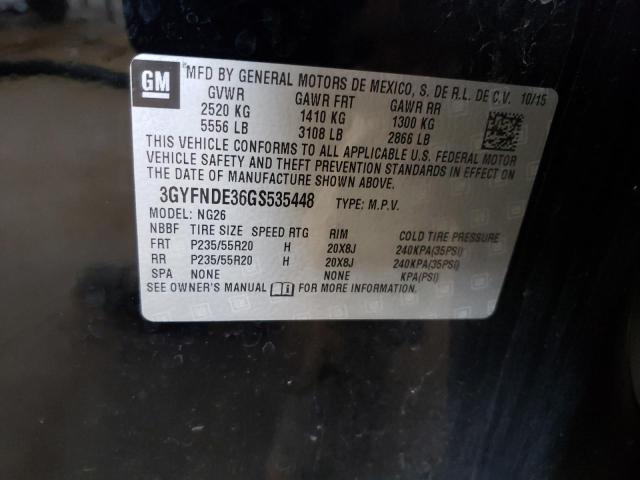 GM MFD BY GENERAL MOTORS DE MEXICO, S. DE R.L. DE C.V. 10/15
GVWR GAWR FRT GAWR RR
2520 KG 1410 KG 1300 KG
5556 LB 3108 LB 2866 LB
THIS VEHICLE CONFORMS TO ALL APPLICABLE U.S. FEDERAL MOTOR
VEHICLE SAFETY AND THEFT PREVENTION STANDARDS IN EFFECT ON
THE DATE OF MANUFACTURE SHOWN ABOVE.
3GYFNDE36GS535448 TYPE: M.P.V.
MODEL: NG26
NBBF TIRE SIZE SPEED RTG RIM COLD TIRE PRESSURE
FRT P235/55R20 H 20X8J 240KPA(35PSI)
RR P235/55R20 H 20X8J 240KPA(35PSI)
SPA NONE NONE KPA(PSI)
SEE OWNER'S MANUAL FOR MORE INFORMATION.